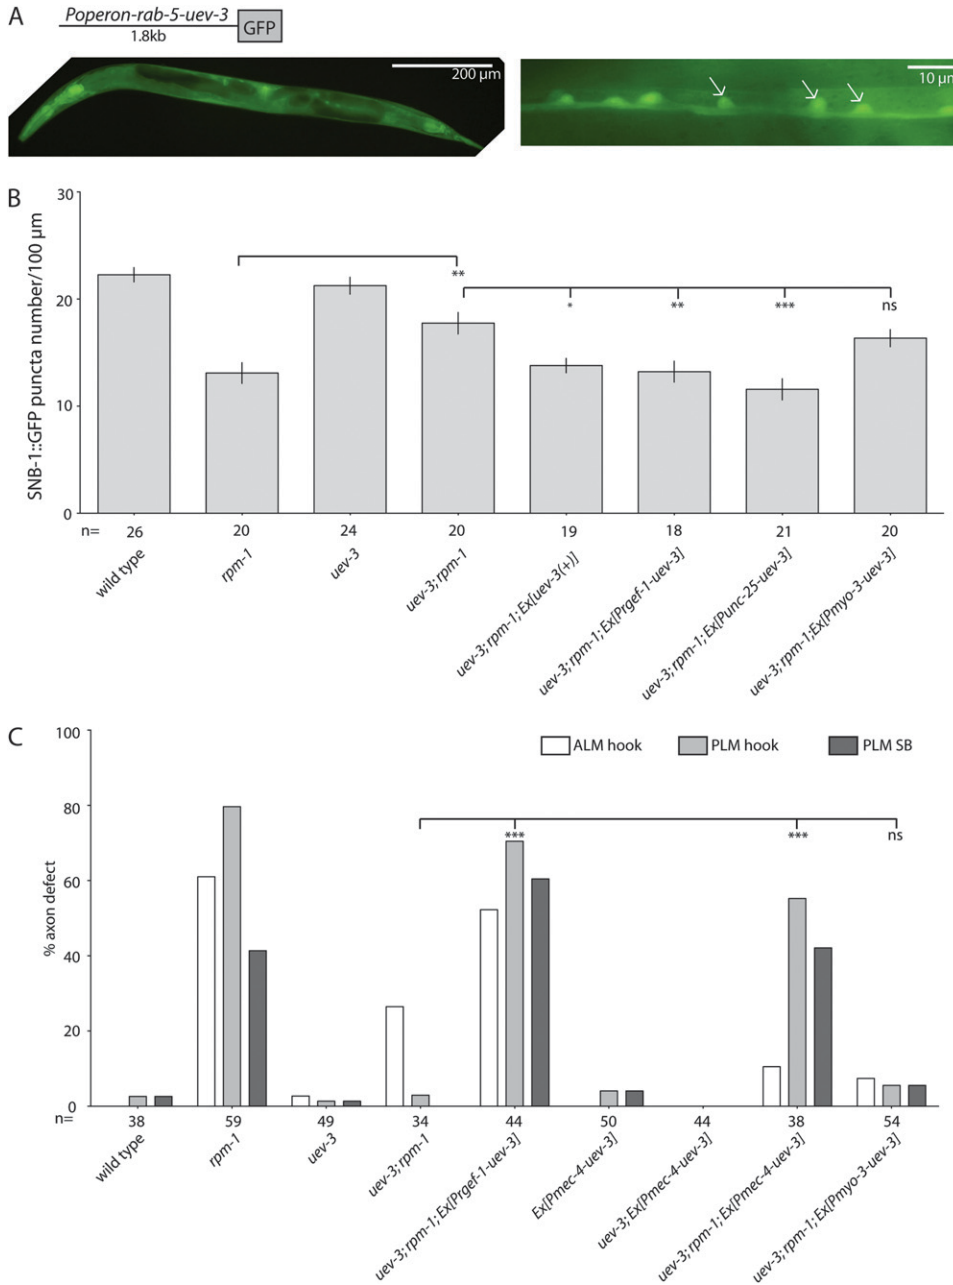 A
Poperon-rab-5-uev-3
1.8kb
GFP
200 µm
10 µm
B
SNB-1::GFP puncta number/100 µm
30
20
10
0
**
*
**
***
ns
n=
26
20
24
20
19
18
21
20
wild type
rpm-1
uev-3
uev-3; rpm-1
uev-3; rpm-1; Ex[uev-3(+)]
uev-3; rpm-1; Ex[Prgef-1-uev-3]
uev-3; rpm-1; Ex[Punc-25-uev-3]
uev-3; rpm-1; Ex[Pmyo-3-uev-3]
C
% axon defect
100
80
60
40
20
0
ALM hook
PLM hook
PLM SB
***
***
ns
n=
38
59
49
34
44
50
44
38
54
wild type
rpm-1
uev-3
uev-3; rpm-1
uev-3; rpm-1; Ex[Prgef-1-uev-3]
Ex[Pmec-4-uev-3]
uev-3; Ex[Pmec-4-uev-3]
uev-3; rpm-1; Ex[Pmec-4-uev-3]
uev-3; rpm-1; Ex[Pmyo-3-uev-3]